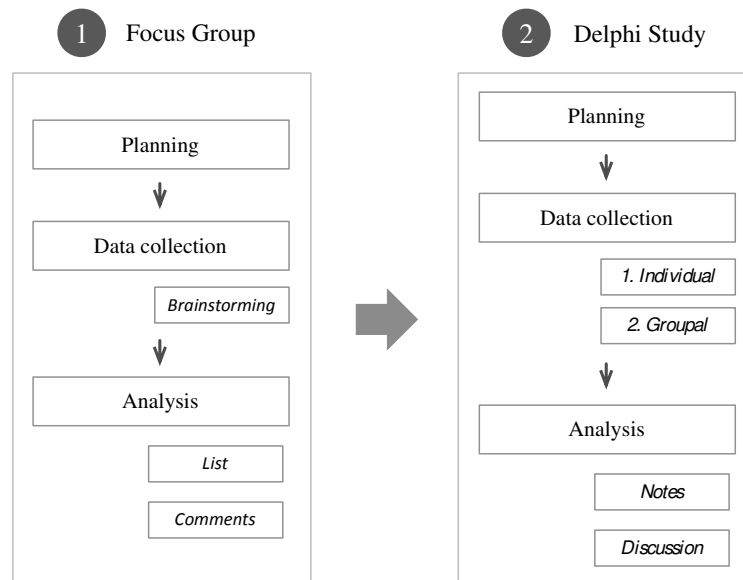 1 Focus Group
Planning
Data collection
Brainstorming
Analysis
List
Comments
2 Delphi Study
Planning
Data collection
1. Individual
2. Groupal
Analysis
Notes
Discussion